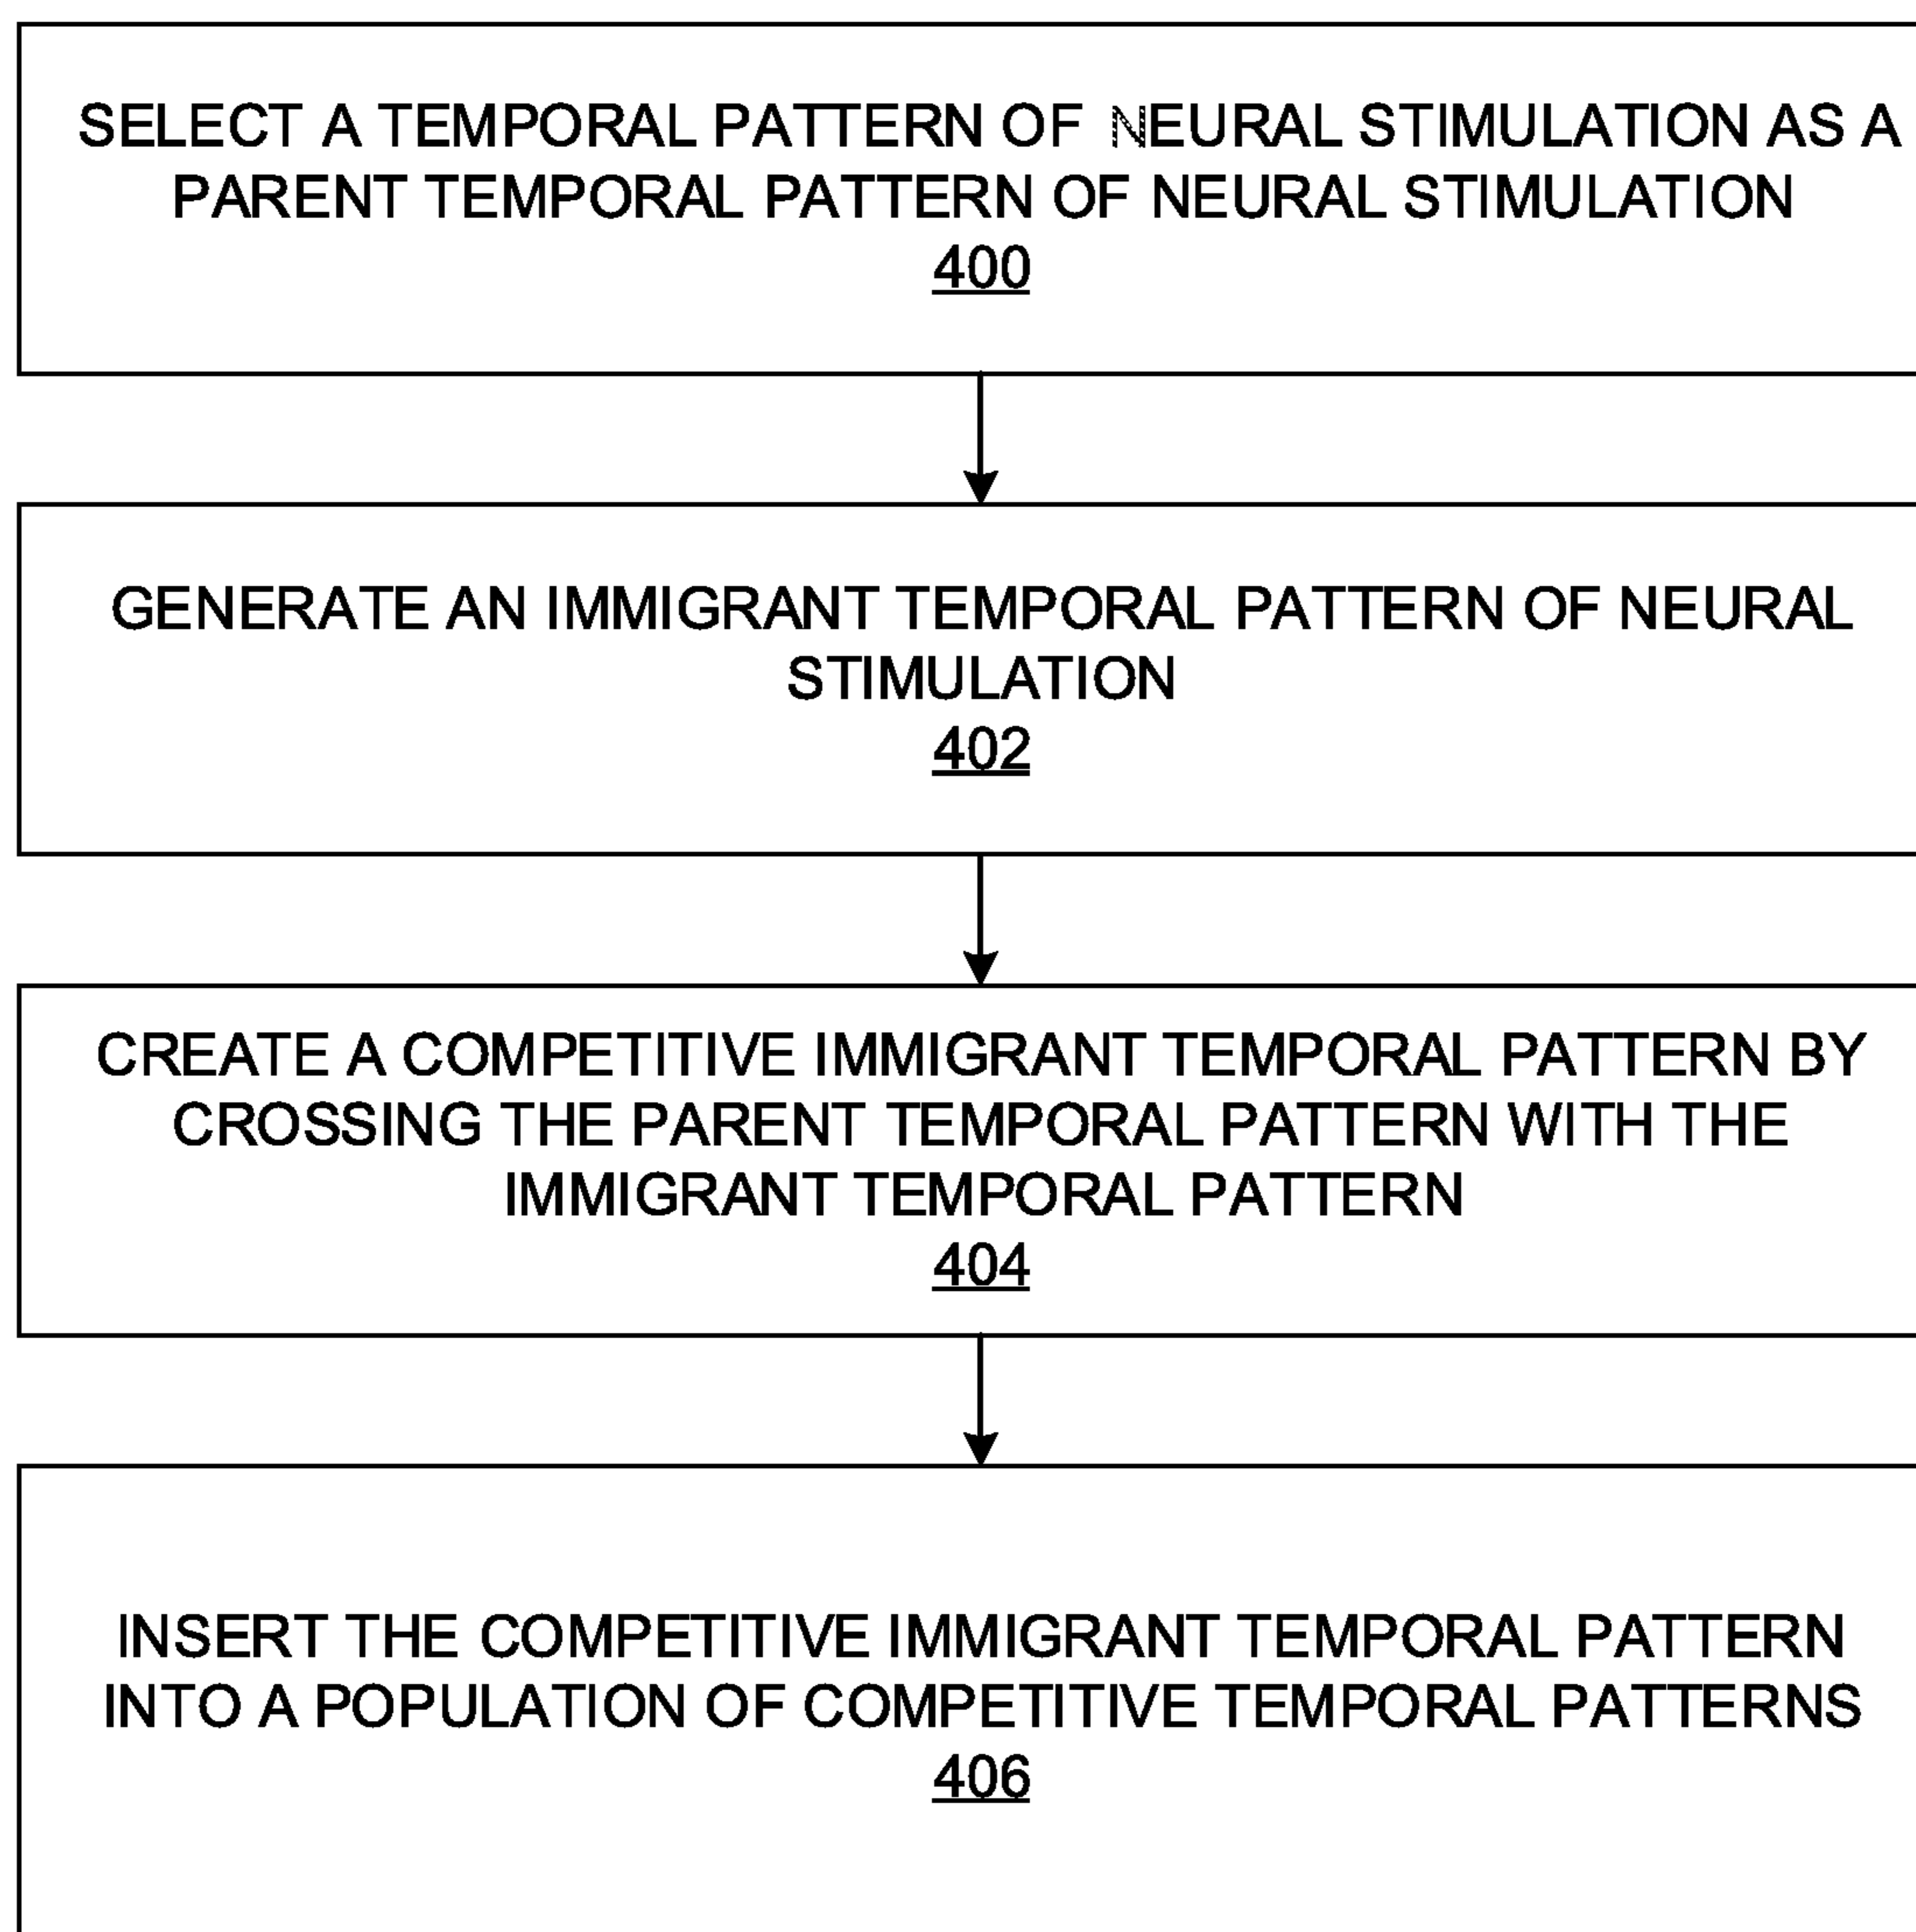 SELECT A TEMPORAL PATTERN OF NEURAL STIMULATION AS A
PARENT TEMPORAL PATTERN OF NEURAL STIMULATION
400
GENERATE AN IMMIGRANT TEMPORAL PATTERN OF NEURAL
STIMULATION
402
CREATE A COMPETITIVE IMMIGRANT TEMPORAL PATTERN BY
CROSSING THE PARENT TEMPORAL PATTERN WITH THE
IMMIGRANT TEMPORAL PATTERN
404
INSERT THE COMPETITIVE IMMIGRANT TEMPORAL PATTERN
INTO A POPULATION OF COMPETITIVE TEMPORAL PATTERNS
406